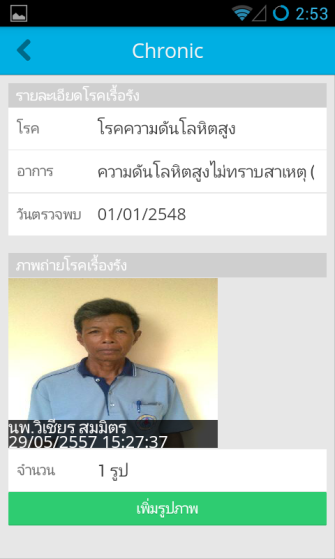 2:53
Chronic
รายละเอียดโรคเรื้อรัง
โรค โรคความดันโลหิตสูง
อาการ ความดันโลหิตสูงไม่ทราบสาเหตุ (
วันตรวจพบ 01/01/2548
ภาพถ่ายโรคเรื้องรัง
นพ.วิเชียร สมมิตร
29/05/2557 15:27:37
จำนวน 1 รูป
เพิ่มรูปภาพ